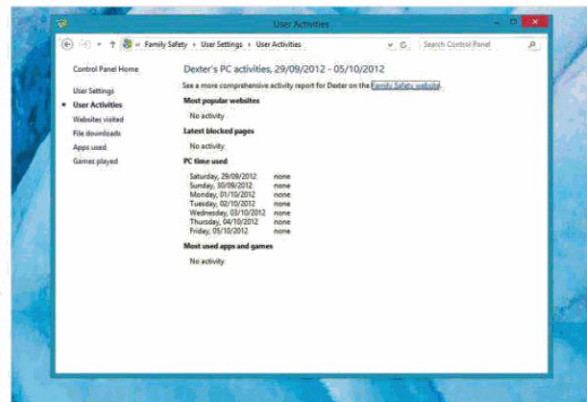 User Activities
Family Safety › User Settings › User Activities
Search Control Panel
Control Panel Home
User Settings
User Activities
Websites visited
File downloads
Apps used
Games played
Dexter's PC activities, 29/09/2012 - 05/10/2012
See a more comprehensive activity report for Dexter on the Family Safety website.
Most popular websites
No activity
Latest blocked pages
No activity
PC time used
Saturday, 29/09/2012 none
Sunday, 30/09/2012 none
Monday, 01/10/2012 none
Tuesday, 02/10/2012 none
Wednesday, 03/10/2012 none
Thursday, 04/10/2012 none
Friday, 05/10/2012 none
Most used apps and games
No activity